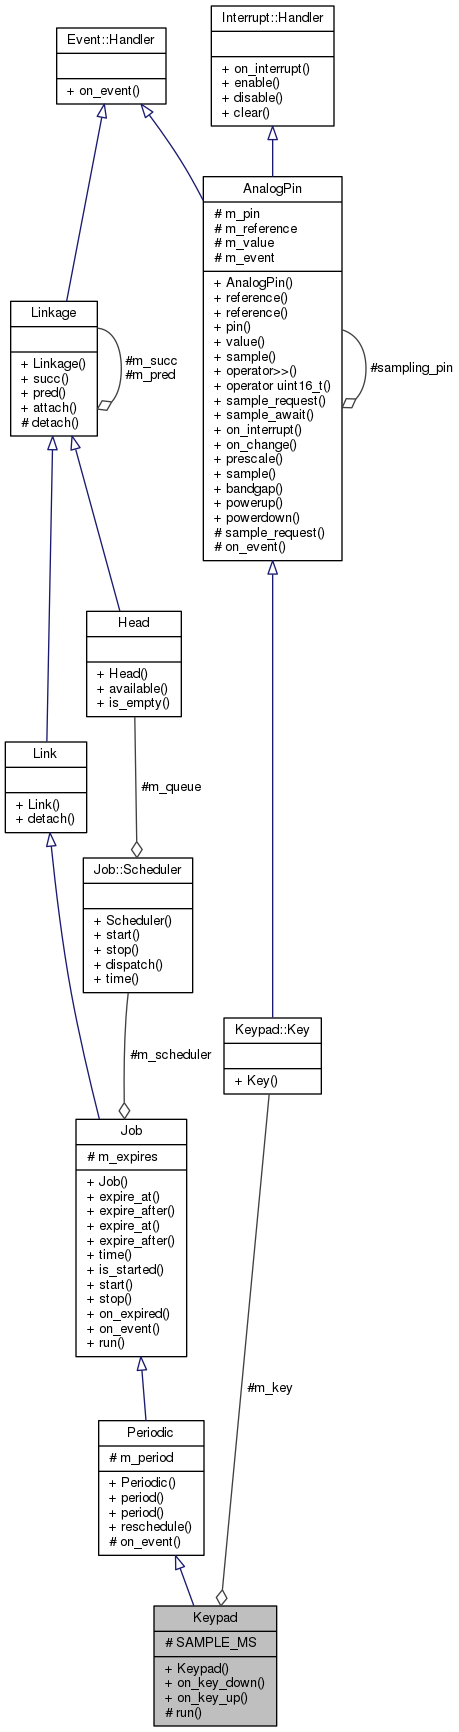 Interrupt::Handler
+ on_interrupt()
+ enable()
+ disable()
+ clear()
Event::Handler
+ on_event()
AnalogPin
# m_pin
# m_reference
# m_value
# m_event
+ AnalogPin()
+ reference()
+ reference()
+ pin()
+ value()
+ sample()
+ operator>>()
+ operator uint16_t()
+ sample_request()
+ sample_await()
+ on_interrupt()
+ on_change()
+ prescale()
+ sample()
+ bandgap()
+ powerup()
+ powerdown()
# sample_request()
# on_event()
#sampling_pin
Linkage
+ Linkage()
+ succ()
+ pred()
+ attach()
# detach()
#m_succ
#m_pred
Head
+ Head()
+ available()
+ is_empty()
Link
+ Link()
+ detach()
#m_queue
Job::Scheduler
+ Scheduler()
+ start()
+ stop()
+ dispatch()
+ time()
#m_scheduler
Keypad::Key
+ Key()
Job
# m_expires
+ Job()
+ expire_at()
+ expire_after()
+ expire_at()
+ expire_after()
+ time()
+ is_started()
+ start()
+ stop()
+ on_expired()
+ on_event()
+ run()
#m_key
Periodic
# m_period
+ Periodic()
+ period()
+ period()
+ reschedule()
# on_event()
Keypad
# SAMPLE_MS
+ Keypad()
+ on_key_down()
+ on_key_up()
# run()